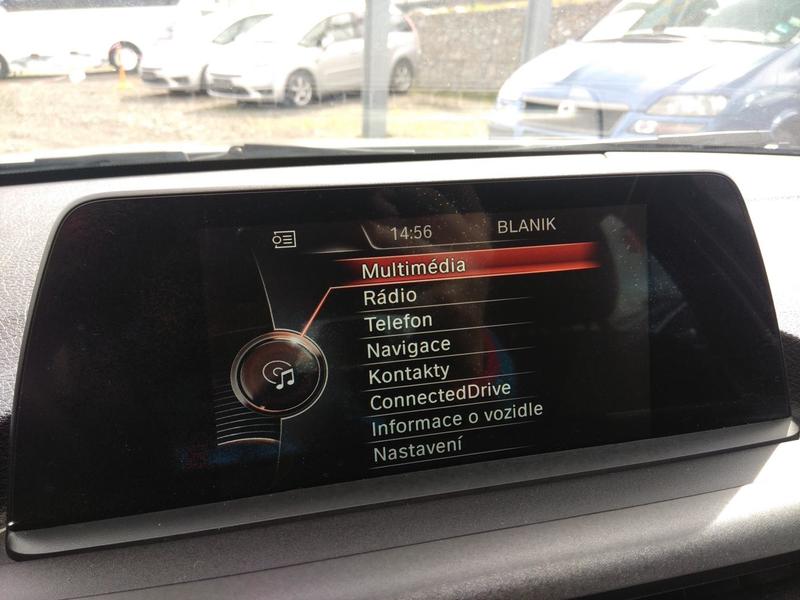 14:56 BLANIK
Multimédia
Rádio
Telefon
Navigace
Kontakty
ConnectedDrive
Informace o vozidle
Nastavení